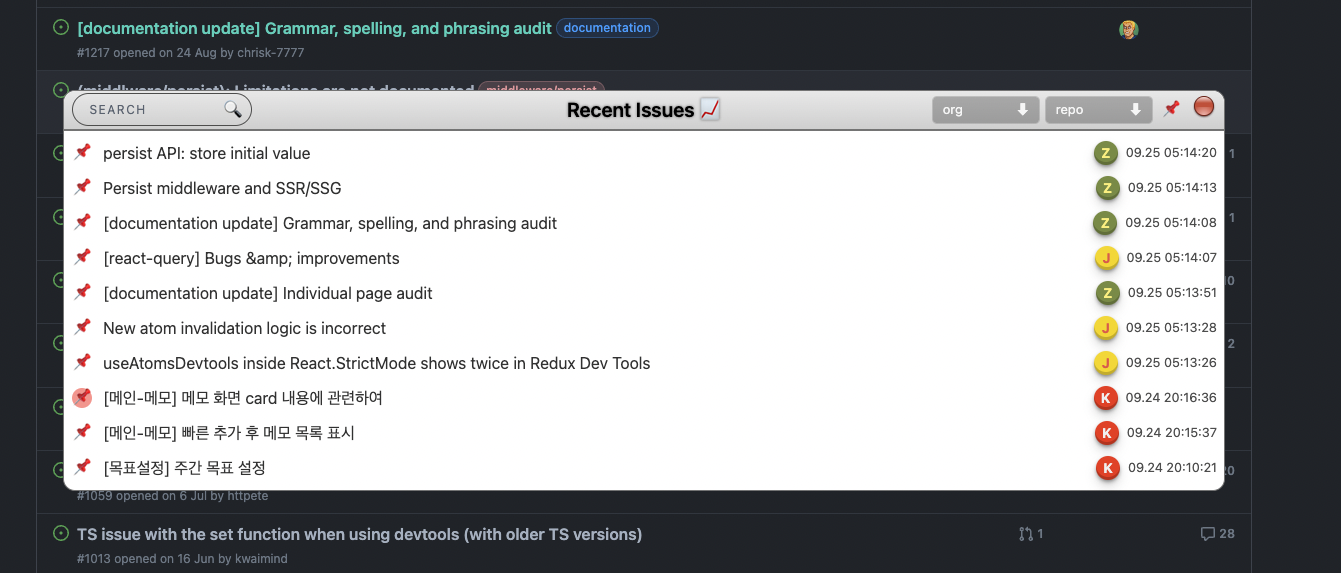 [documentation update] Grammar, spelling, and phrasing audit documentation
#1217 opened on 24 Aug by chrisk-7777
(middlware/persist): Limitations are not documented middleware/persist
SEARCH Recent Issues org repo
persist API: store initial value Z 09.25 05:14:20 1
Persist middleware and SSR/SSG Z 09.25 05:14:13
[documentation update] Grammar, spelling, and phrasing audit Z 09.25 05:14:08 1
[react-query] Bugs &amp; improvements J 09.25 05:14:07
[documentation update] Individual page audit Z 09.25 05:13:51
New atom invalidation logic is incorrect J 09.25 05:13:28
2
useAtomsDevtools inside React.StrictMode shows twice in Redux Dev Tools J 09.25 05:13:26
[메인-메모] 메모 화면 card 내용에 관련하여 K 09.24 20:16:36
[메인-메모] 빠른 추가 후 메모 목록 표시 K 09.24 20:15:37
[목표설정] 주간 목표 설정 K 09.24 20:10:21
#1059 opened on 6 Jul by httpete
TS issue with the set function when using devtools (with older TS versions) 1 28
#1013 opened on 16 Jun by kwaimind